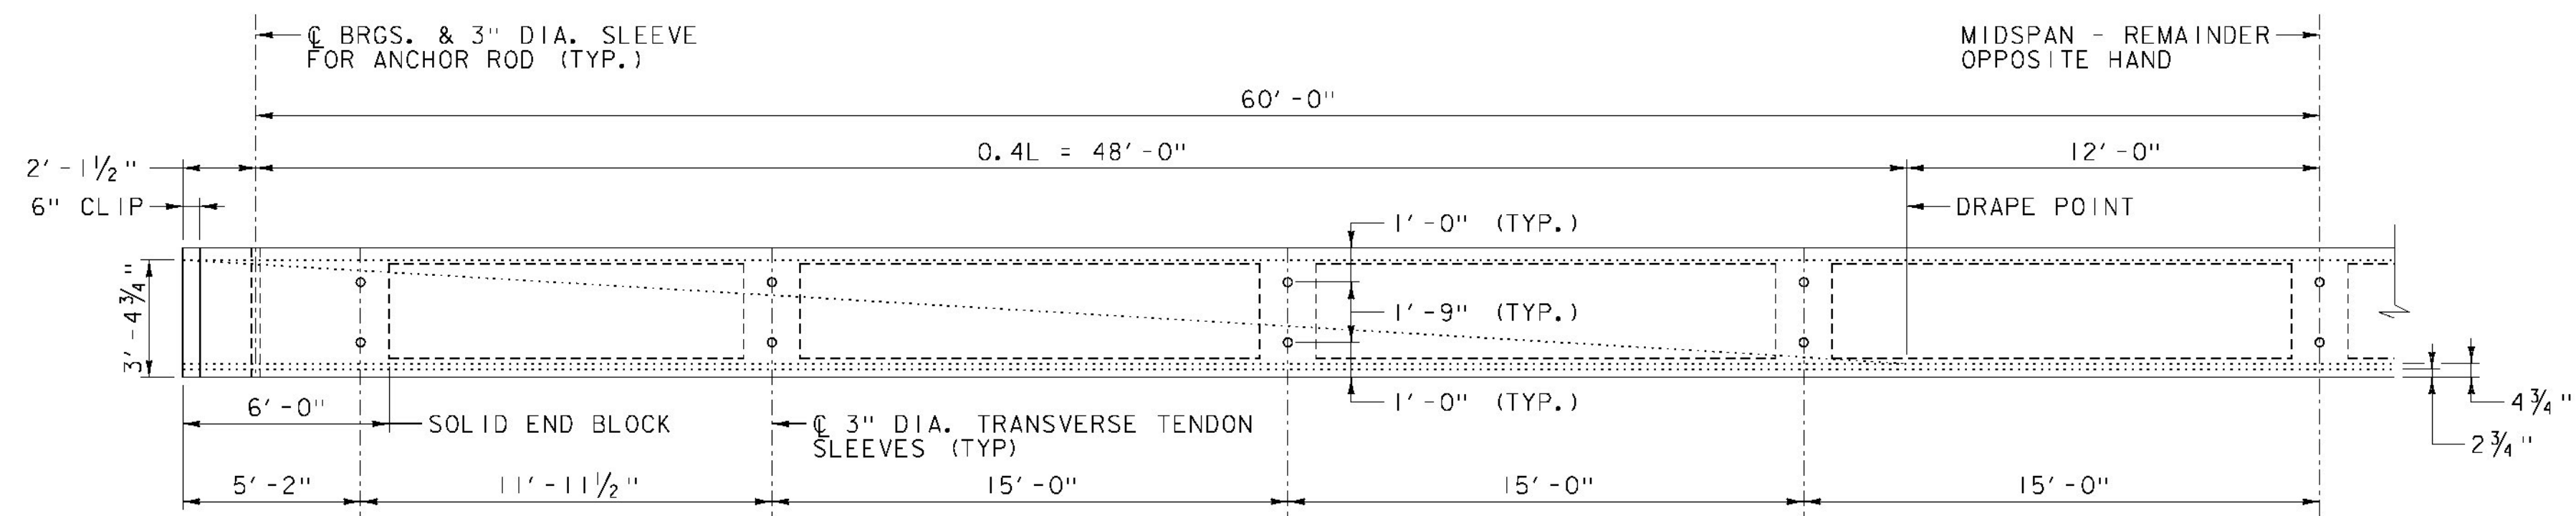 ℄ BRGS. & 3" DIA. SLEEVE
FOR ANCHOR ROD (TYP.)
MIDSPAN - REMAINDER
OPPOSITE HAND
60'-0"
2'-1½"
0.4L = 48'-0"
12'-0"
6" CLIP
DRAPE POINT
1'-0" (TYP.)
3'-4¾"
1'-9" (TYP.)
1'-0" (TYP.)
4¾"
2¾"
6'-0"
SOLID END BLOCK
℄ 3" DIA. TRANSVERSE TENDON
SLEEVES (TYP)
5'-2"
11'-11½"
15'-0"
15'-0"
15'-0"